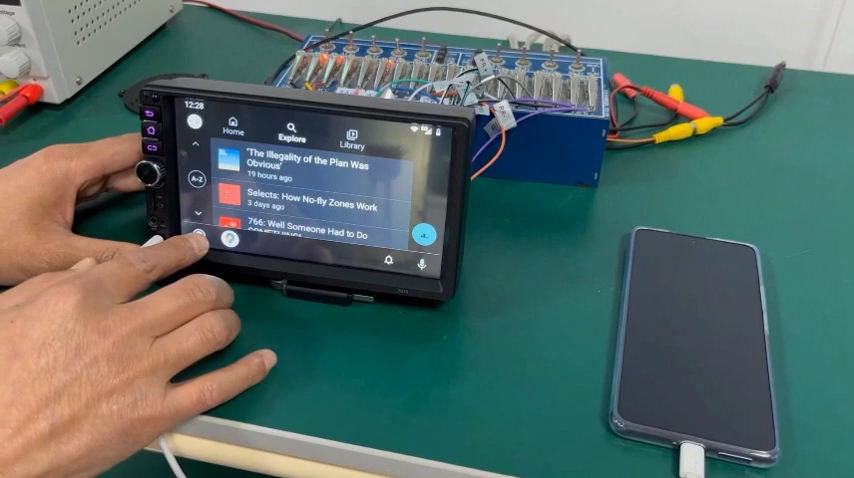 12:28
Home
Explore
Library
'The Illegality of the Plan Was
Obvious'
19 hours ago
A-Z
Selects: How No-fly Zones Work
3 days ago
766: Well Someone Had to Do